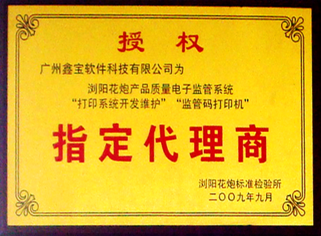 授权
广州鑫宝软件科技有限公司为
浏阳花炮产品质量电子监管系统
“打印系统开发维护” “监管码打印机”
指定代理商
浏阳花炮标准检验所
二〇〇九年九月